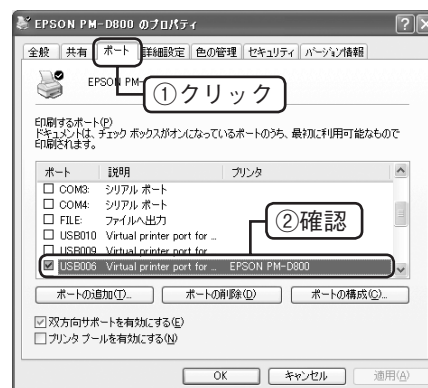 EPSON PM-D800 のプロパティ
全般 共有 ポート 詳細設定 色の管理 セキュリティ バージョン情報
EPSON PM-
①クリック
印刷するポート(P)
ドキュメントは、チェック ボックスがオンになっているポートのうち、最初に利用可能なもので
印刷されます。
ポート 説明 プリンタ
COM3: シリアル ポート
COM4: シリアル ポート
FILE: ファイルへ出力
USB010 Virtual printer port for ...
USB009 Virtual printer port for
②確認
USB006 Virtual printer port for ... EPSON PM-D800
ポートの追加(T)... ポートの削除(D) ポートの構成(C)...
双方向サポートを有効にする(E)
プリンタ プールを有効にする(N)
OK キャンセル 適用(A)